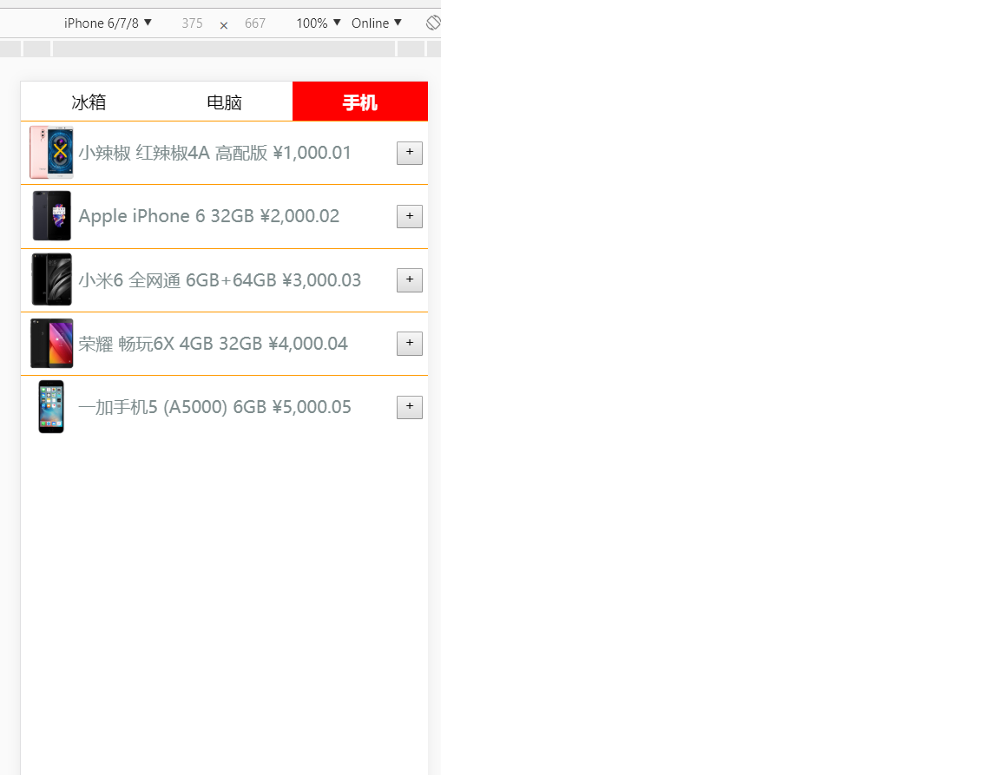 iPhone 6/7/8 ▼ 375 × 667 100% ▼ Online ▼
冰箱 电脑 手机
小辣椒 红辣椒4A 高配版 ¥1,000.01 +
Apple iPhone 6 32GB ¥2,000.02 +
小米6 全网通 6GB+64GB ¥3,000.03 +
荣耀 畅玩6X 4GB 32GB ¥4,000.04 +
一加手机5 (A5000) 6GB ¥5,000.05 +